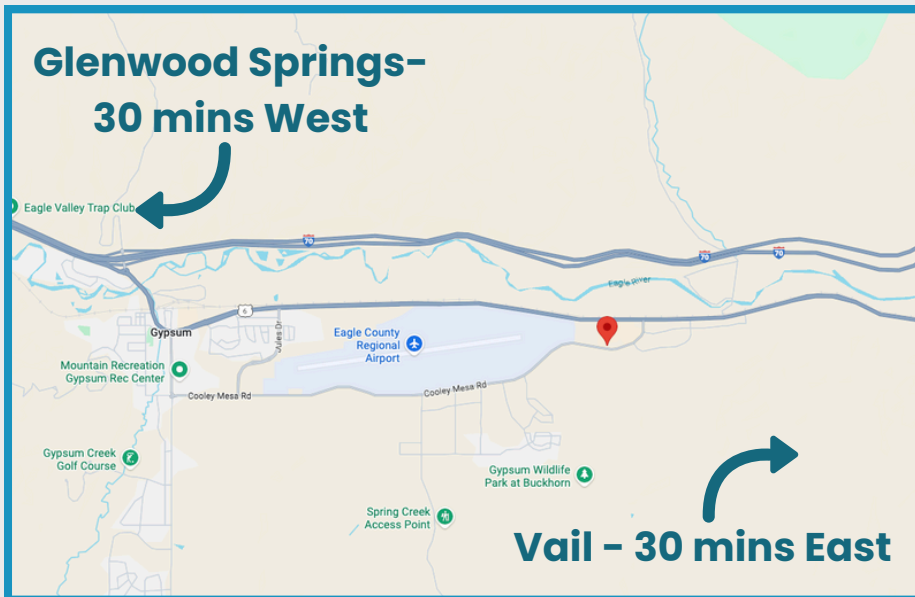 Glenwood Springs-
30 mins West
Eagle Valley Trap Club
70
70
70
Eagle River
6
Gypsum
Jules Dr
Eagle County
Regional
Airport
Mountain Recreation
Gypsum Rec Center
Cooley Mesa Rd
Cooley Mesa Rd
Gypsum Creek
Golf Course
Gypsum Wildlife
Park at Buckhorn
Spring Creek
Access Point
Vail - 30 mins East